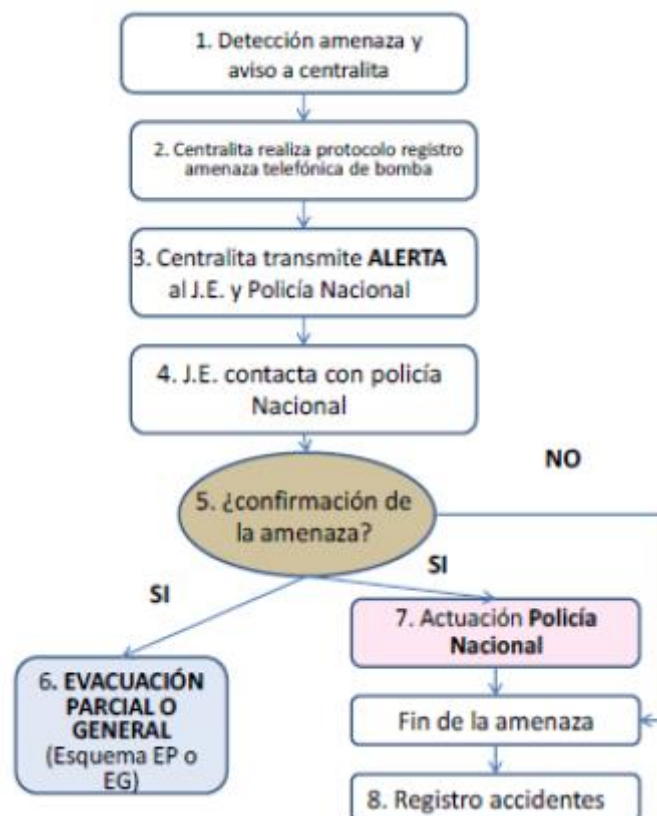 1. Detección amenaza y
aviso a centralita
2. Centralita realiza protocolo registro
amenaza telefónica de bomba
3. Centralita transmite ALERTA
al J.E. y Policía Nacional
4. J.E. contacta con policía
Nacional
5. ¿confirmación de
la amenaza?
NO
SI
SI
6. EVACUACIÓN
PARCIAL O
GENERAL
(Esquema EP o
EG)
7. Actuación Policía
Nacional
Fin de la amenaza
8. Registro accidentes